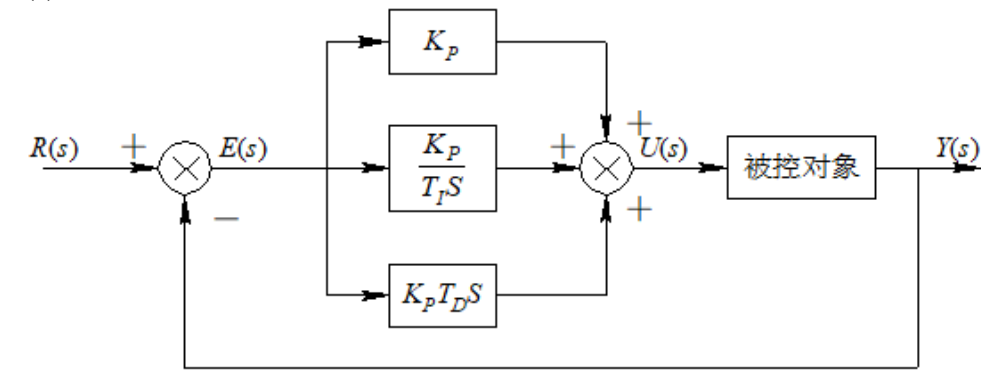 K_P
R(s) + E(s) K_P/(T_I S) + + U(s) 被控对象 Y(s)
− +
K_P T_D S